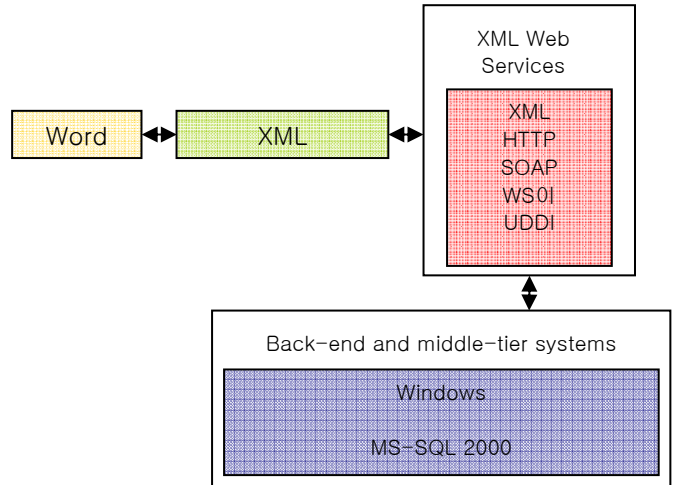 XML Web
Services
XML
HTTP
SOAP
WS0I
UDDI
Word
XML
Back-end and middle-tier systems
Windows
MS-SQL 2000